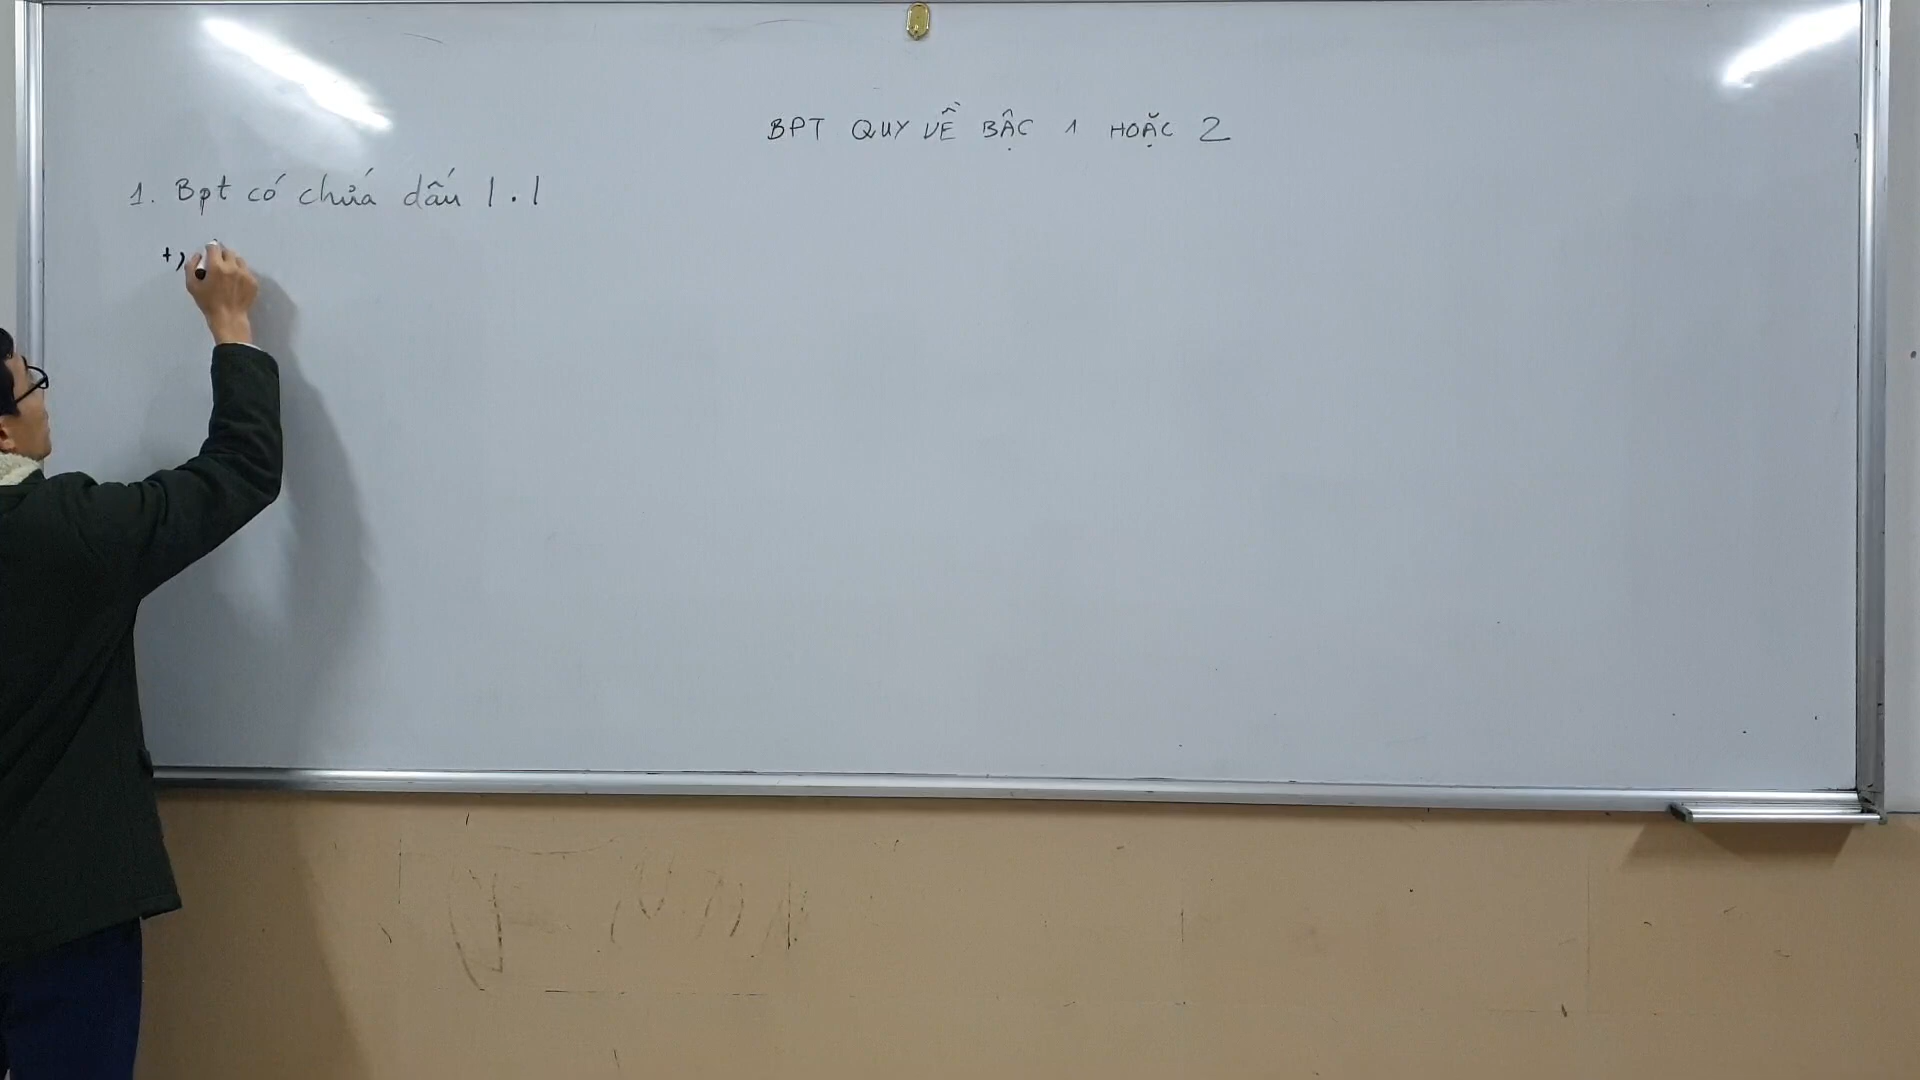 BPT QUY VỀ BẬC 1 HOẶC 2
1. Bpt có chứa dấu |.|
+,